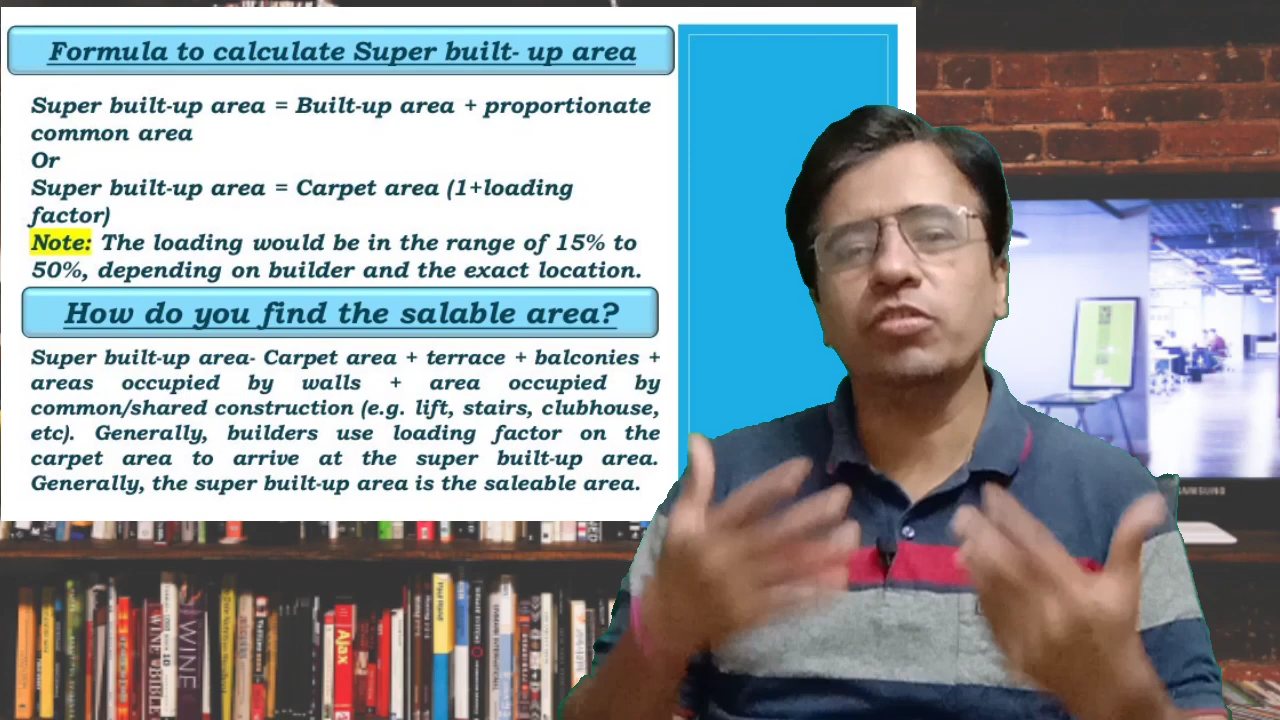 Formula to calculate Super built- up area
Super built-up area = Built-up area + proportionate
common area
Or
Super built-up area = Carpet area (1+loading
factor)
Note: The loading would be in the range of 15% to
50%, depending on builder and the exact location.
How do you find the salable area?
Super built-up area- Carpet area + terrace + balconies +
areas occupied by walls + area occupied by
common/shared construction (e.g. lift, stairs, clubhouse,
etc). Generally, builders use loading factor on the
carpet area to arrive at the super built-up area.
Generally, the super built-up area is the saleable area.
SAMSUNG
WINE
WINE
BIBLE
Ajax